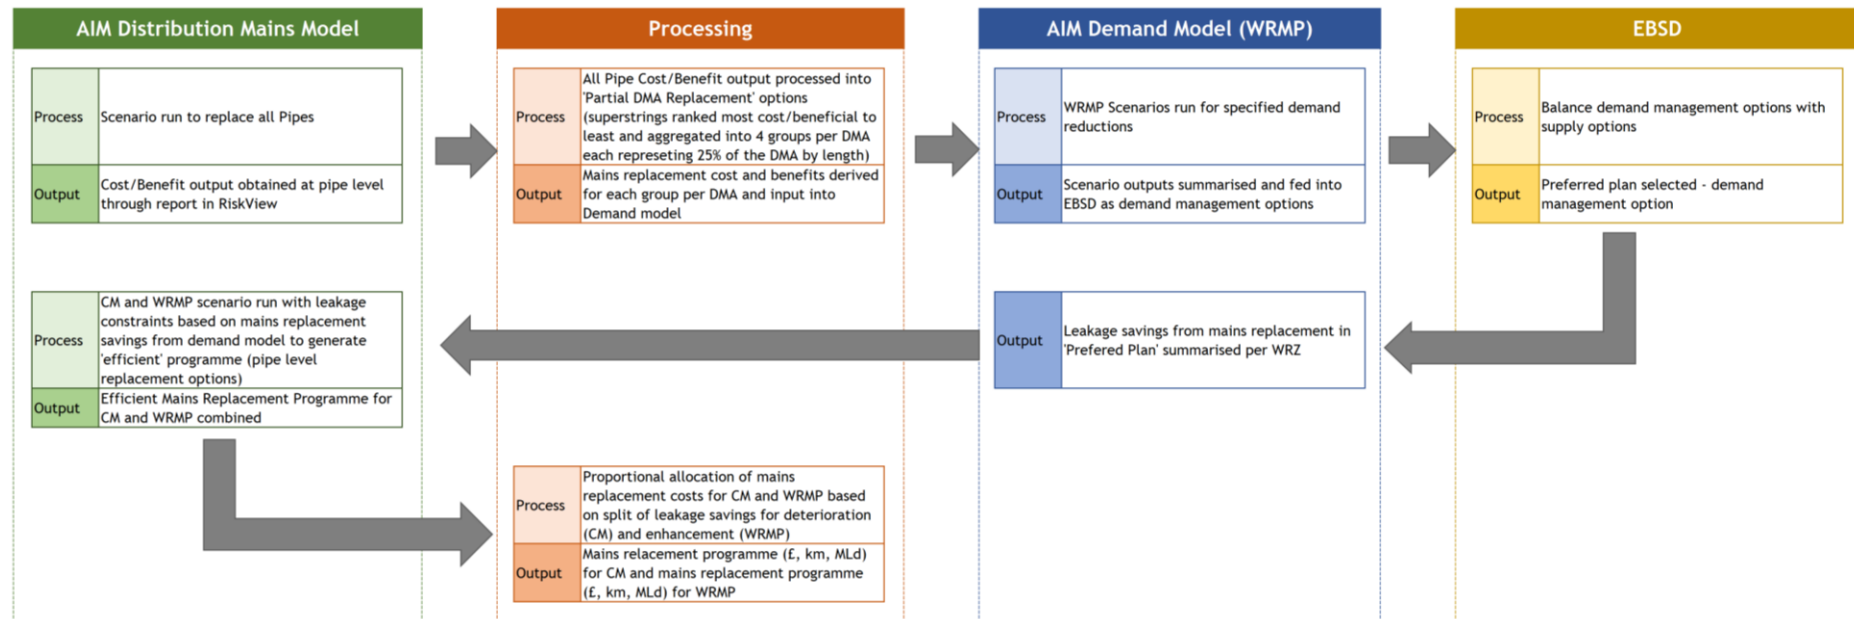 AIM Distribution Mains Model
Processing
AIM Demand Model (WRMP)
EBSD
Process
Scenario run to replace all Pipes
Output
Cost/Benefit output obtained at pipe level
through report in RiskView
Process
All Pipe Cost/Benefit output processed into
'Partial DMA Replacement' options
(superstrings ranked most cost/beneficial to
least and aggregated into 4 groups per DMA
each represeting 25% of the DMA by length)
Output
Mains replacement cost and benefits derived
for each group per DMA and input into
Demand model
Process
WRMP Scenarios run for specified demand
reductions
Output
Scenario outputs summarised and fed into
EBSD as demand management options
Process
Balance demand management options with
supply options
Output
Preferred plan selected - demand
management option
Process
CM and WRMP scenario run with leakage
constraints based on mains replacement
savings from demand model to generate
'efficient' programme (pipe level
replacement options)
Output
Efficient Mains Replacement Programme for
CM and WRMP combined
Output
Leakage savings from mains replacement in
'Prefered Plan' summarised per WRZ
Process
Proportional allocation of mains
replacement costs for CM and WRMP based
on split of leakage savings for deterioration
(CM) and enhancement (WRMP)
Output
Mains relacement programme (£, km, MLd)
for CM and mains replacement programme
(£, km, MLd) for WRMP